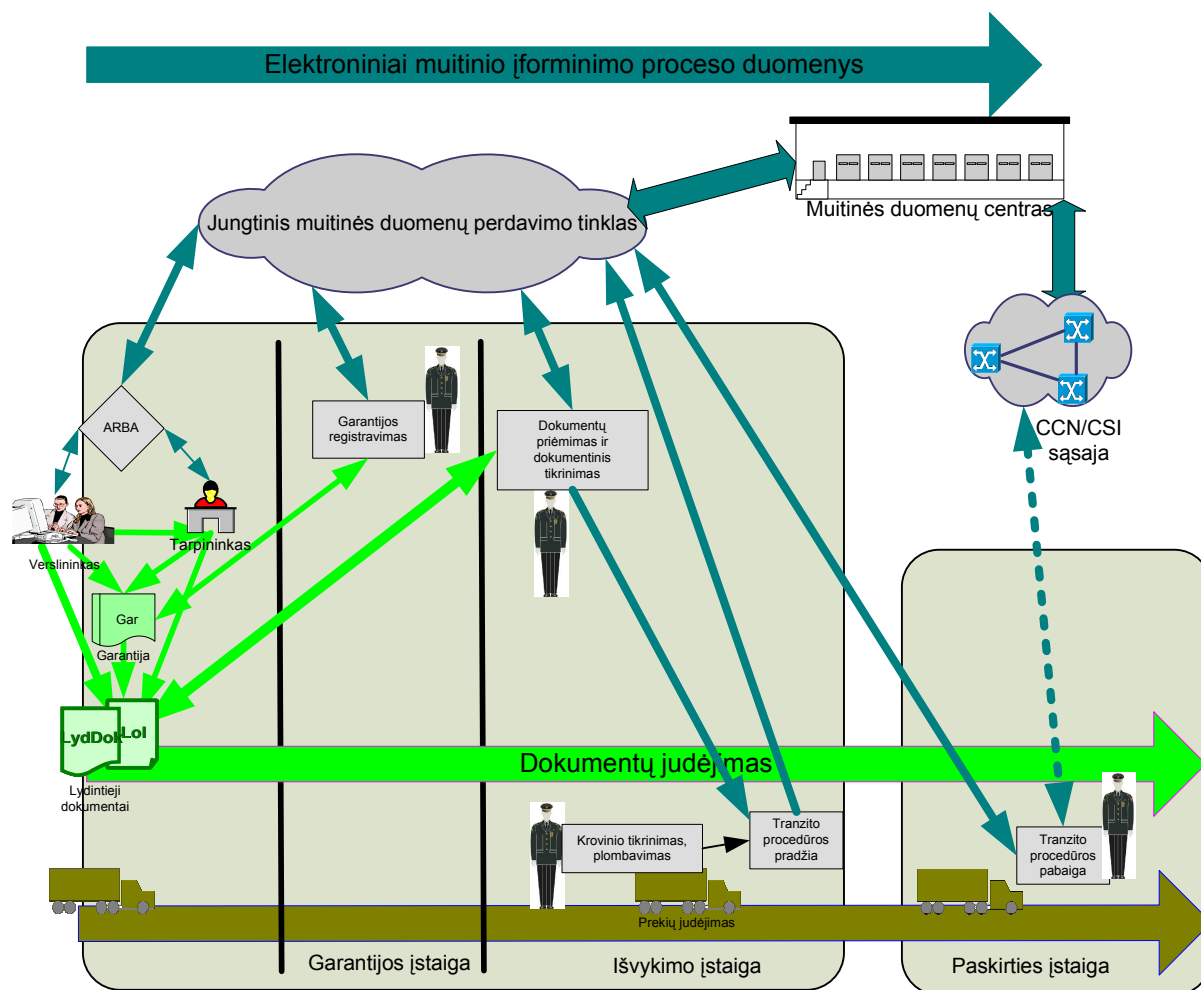 Elektroniniai muitinio įforminimo proceso duomenys
Muitinės duomenų centras
Jungtinis muitinės duomenų perdavimo tinklas
CCN/CSI
sąsaja
ARBA
Garantijos
registravimas
Dokumentų
priėmimas ir
dokumentinis
tikrinimas
Verslininkas
Tarpininkas
Gar
Garantija
LydDok
LoI
Lydintieji
dokumentai
Dokumentų judėjimas
Krovinio tikrinimas,
plombavimas
Tranzito
procedūros
pradžia
Tranzito
procedūros
pabaiga
Prekių judėjimas
Garantijos įstaiga
Išvykimo įstaiga
Paskirties įstaiga